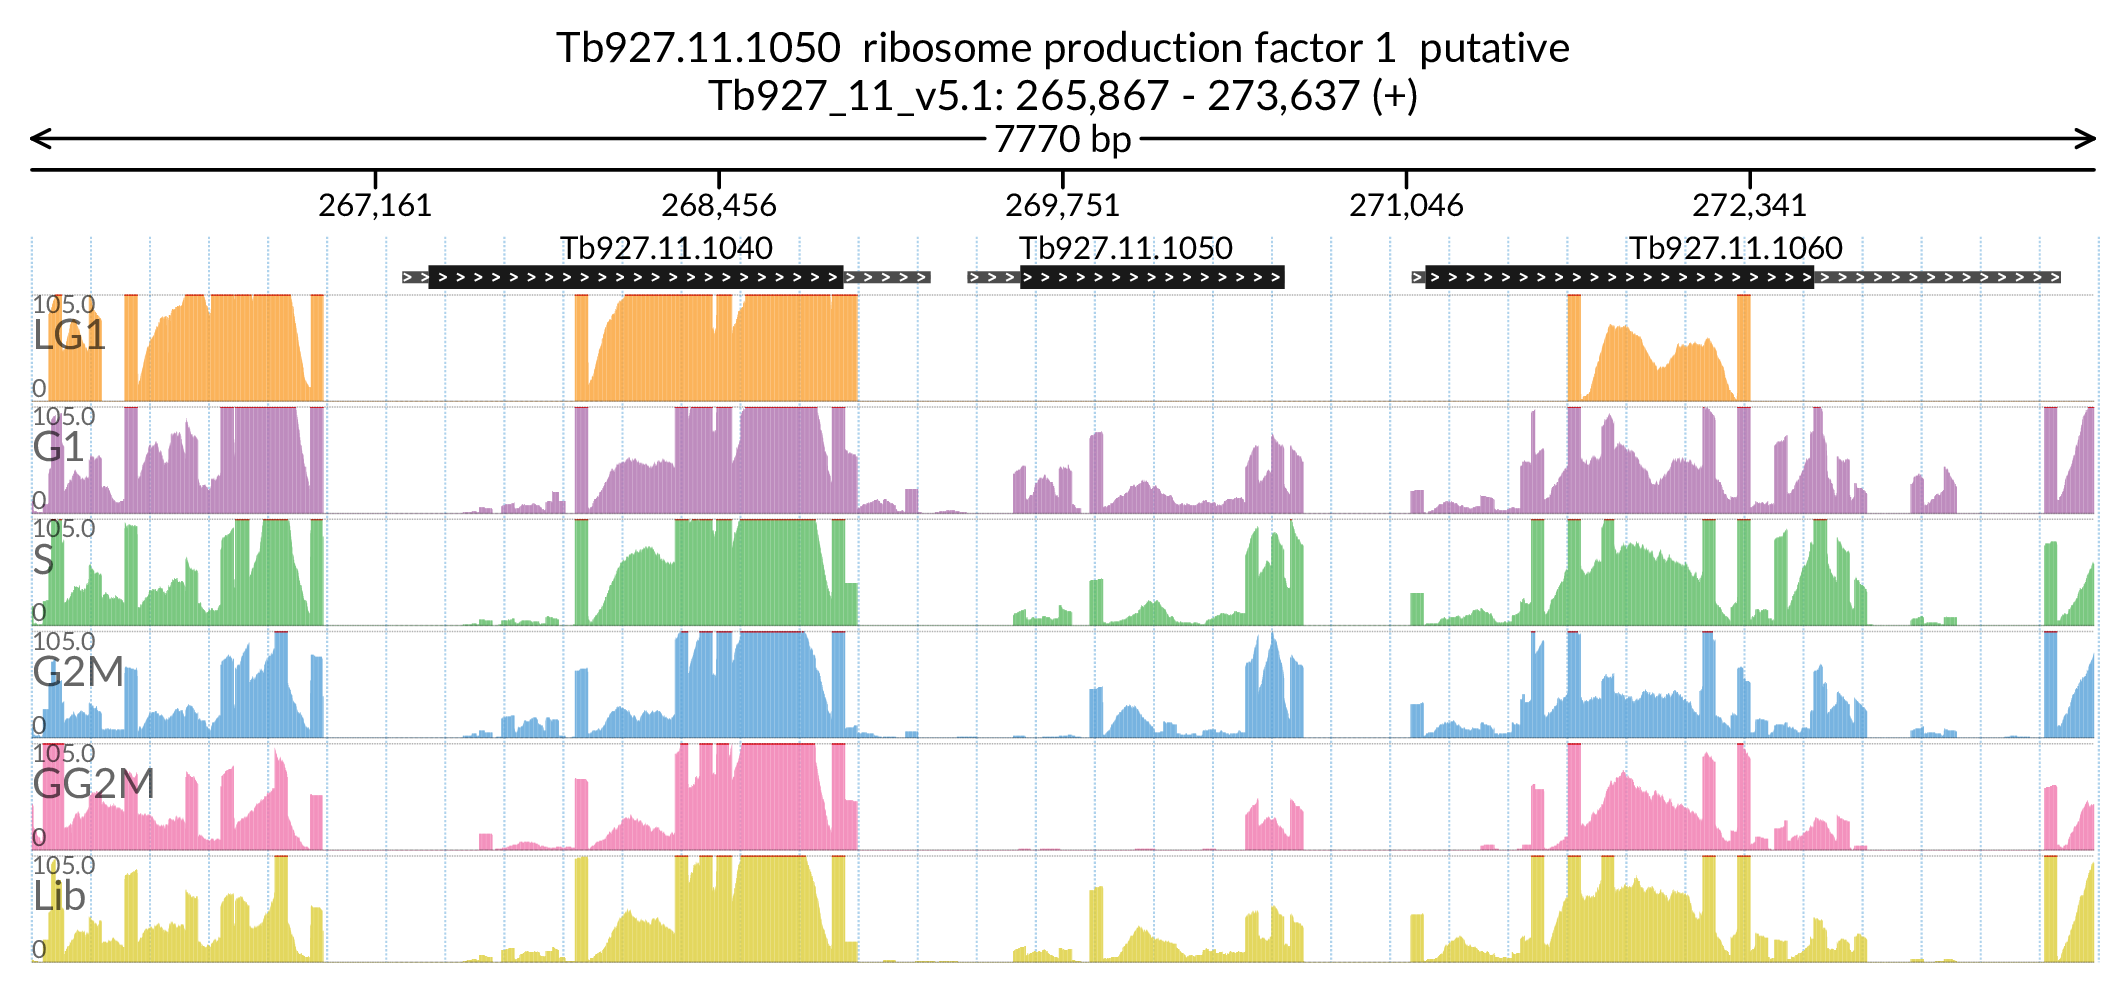 Tb927.11.1050  ribosome production factor 1  putative
Tb927_11_v5.1: 265,867 - 273,637 (+)
7770 bp
267,161 268,456 269,751 271,046 272,341
Tb927.11.1040 Tb927.11.1050 Tb927.11.1060
105.0
LG1
0
105.0
G1
0
105.0
S
0
105.0
G2M
0
105.0
GG2M
0
105.0
Lib
0